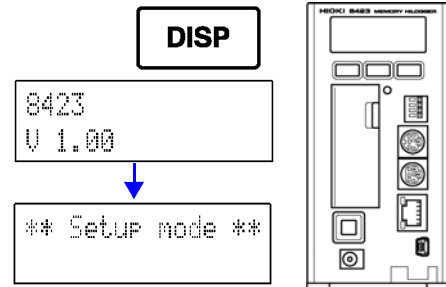 DISP
8423
V 1.00
** Setup mode **
HIOKI 8423 MEMORY HiLOGGER